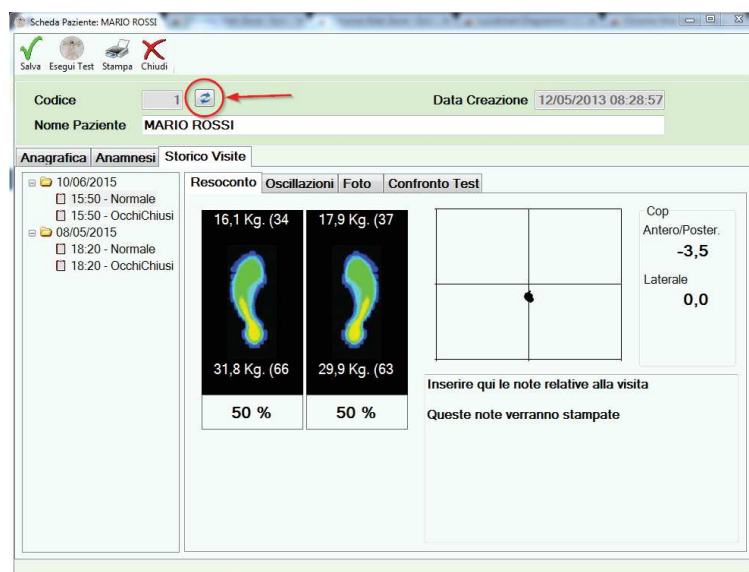 Scheda Paziente: MARIO ROSSI
Salva Esegui Test Stampa Chiudi
Codice 1 Data Creazione 12/05/2013 08:28:57
Nome Paziente MARIO ROSSI
Anagrafica Anamnesi Storico Visite
10/06/2015
15:50 - Normale
15:50 - OcchiChiusi
08/05/2015
18:20 - Normale
18:20 - OcchiChiusi
Resoconto Oscillazioni Foto Confronto Test
16,1 Kg. (34 17,9 Kg. (37
31,8 Kg. (66 29,9 Kg. (63
50 % 50 %
Cop
Antero/Poster.
-3,5
Laterale
0,0
Inserire qui le note relative alla visita
Queste note verranno stampate